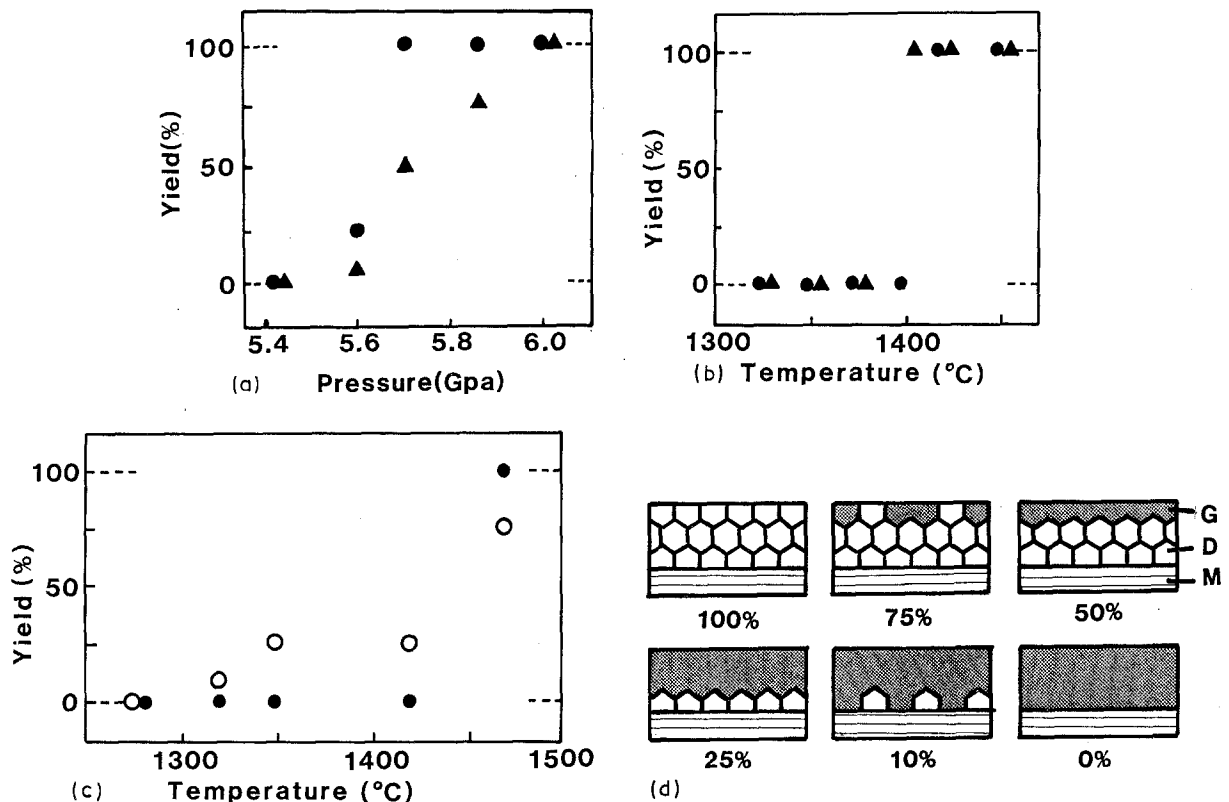 100
50
0
Yield(%)
5.4 5.6 5.8 6.0
(a) Pressure(Gpa)
100
50
0
Yield (%)
1300 1400
(b) Temperature (°C)
100
50
0
Yield (%)
1300 1400 1500
(c) Temperature (°C)
G
D
M
100% 75% 50%
25% 10% 0%
(d)